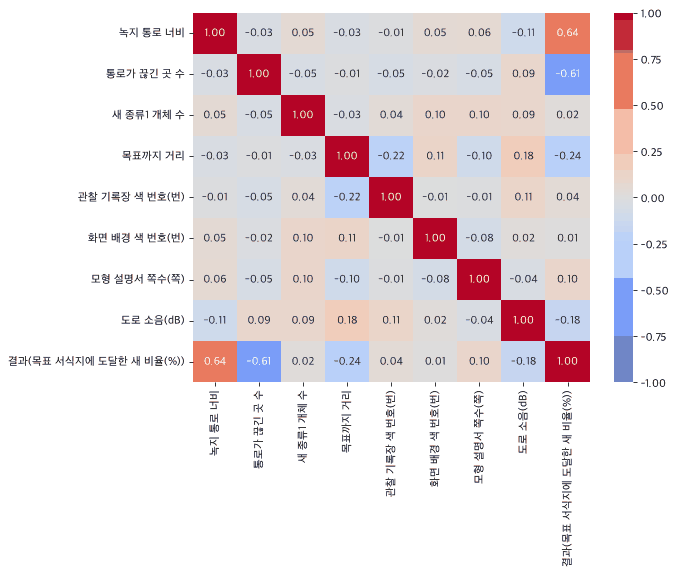 녹지 통로 너비 1.00 -0.03 0.05 -0.03 -0.01 0.05 0.06 -0.11 0.64
통로가 끊긴 곳 수 -0.03 1.00 -0.05 -0.01 -0.05 -0.02 -0.05 0.09 -0.61
새 종류1 개체 수 0.05 -0.05 1.00 -0.03 0.04 0.10 0.10 0.09 0.02
목표까지 거리 -0.03 -0.01 -0.03 1.00 -0.22 0.11 -0.10 0.18 -0.24
관찰 기록장 색 번호(번) -0.01 -0.05 0.04 -0.22 1.00 -0.01 -0.01 0.11 0.04
화면 배경 색 번호(번) 0.05 -0.02 0.10 0.11 -0.01 1.00 -0.08 0.02 0.01
모형 설명서 쪽수(쪽) 0.06 -0.05 0.10 -0.10 -0.01 -0.08 1.00 -0.04 0.10
도로 소음(dB) -0.11 0.09 0.09 0.18 0.11 0.02 -0.04 1.00 -0.18
결과(목표 서식지에 도달한 새 비율(%)) 0.64 -0.61 0.02 -0.24 0.04 0.01 0.10 -0.18 1.00
녹지 통로 너비
통로가 끊긴 곳 수
새 종류1 개체 수
목표까지 거리
관찰 기록장 색 번호(번)
화면 배경 색 번호(번)
모형 설명서 쪽수(쪽)
도로 소음(dB)
결과(목표 서식지에 도달한 새 비율(%))
1.00
0.75
0.50
0.25
0.00
-0.25
-0.50
-0.75
-1.00